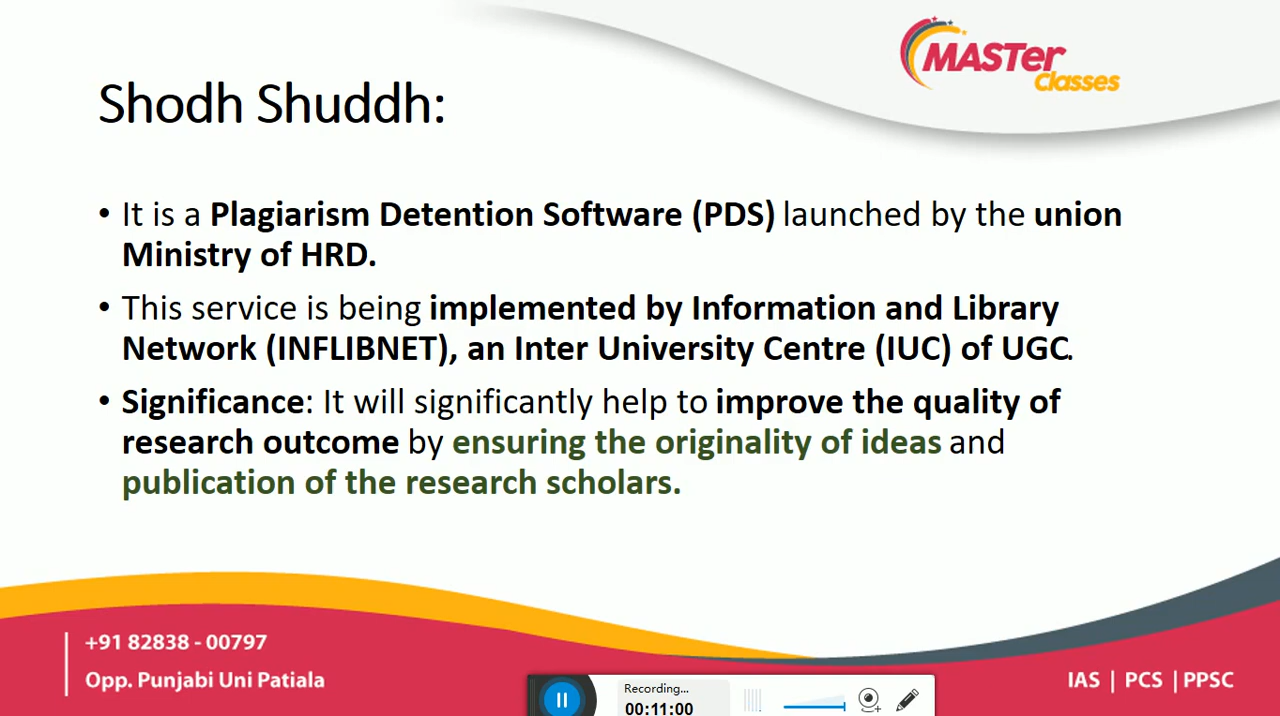 MASTer
Classes
Shodh Shuddh:
• It is a Plagiarism Detention Software (PDS) launched by the union
Ministry of HRD.
• This service is being implemented by Information and Library
Network (INFLIBNET), an Inter University Centre (IUC) of UGC.
• Significance: It will significantly help to improve the quality of
research outcome by ensuring the originality of ideas and
publication of the research scholars.
+91 82838 - 00797
Opp. Punjabi Uni Patiala
Recording...
00:11:00
IAS | PCS | PPSC